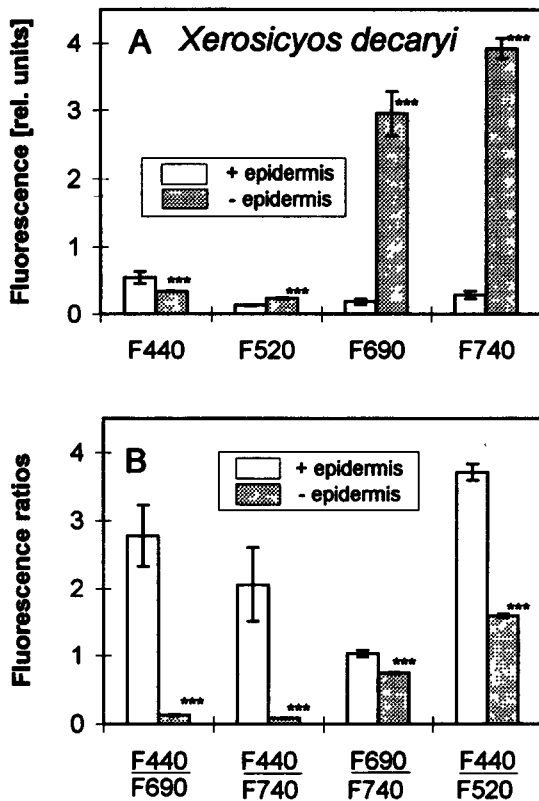 A Xerosicyos decaryi
Fluorescence [rel. units]
4
3
2
1
0
+ epidermis
- epidermis
***
***
***
***
F440 F520 F690 F740
B
Fluorescence ratios
4
3
2
1
0
+ epidermis
- epidermis
***
***
***
***
F440 F440 F690 F440
F690 F740 F740 F520